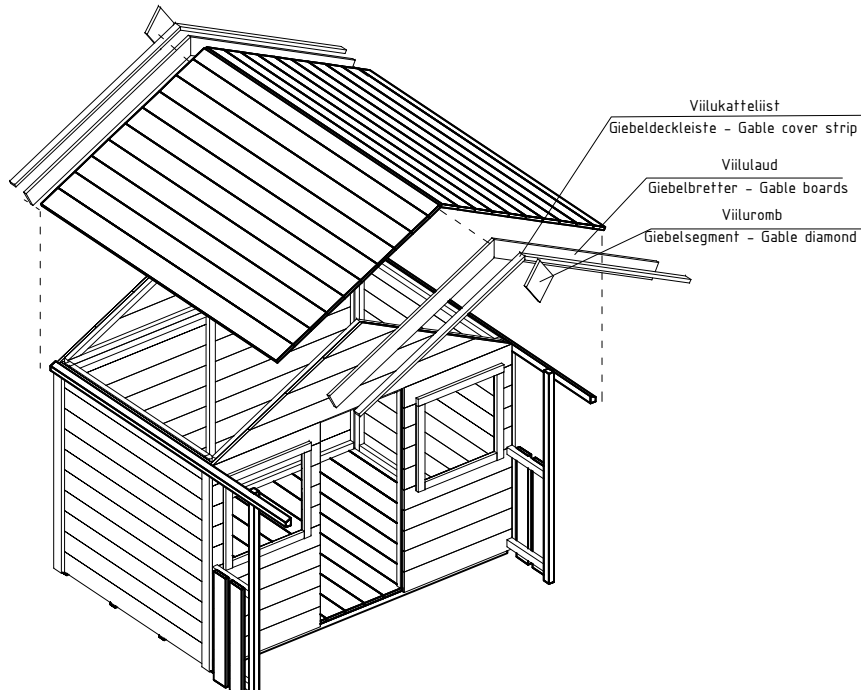 Viilukatteliist
Giebeldeckleiste - Gable cover strip
Viilulaud
Giebelbretter - Gable boards
Viiluromb
Giebelsegment - Gable diamond